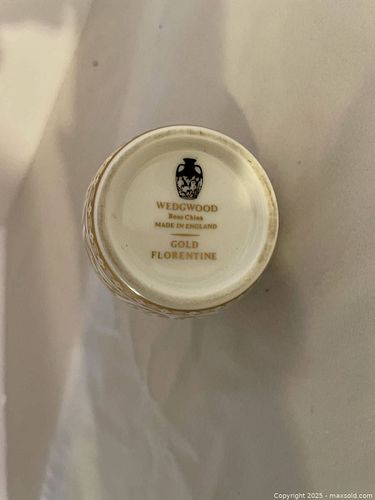 WEDGWOOD
Bone China
MADE IN ENGLAND
GOLD
FLORENTINE
Copyright 2025 - maxsold.com